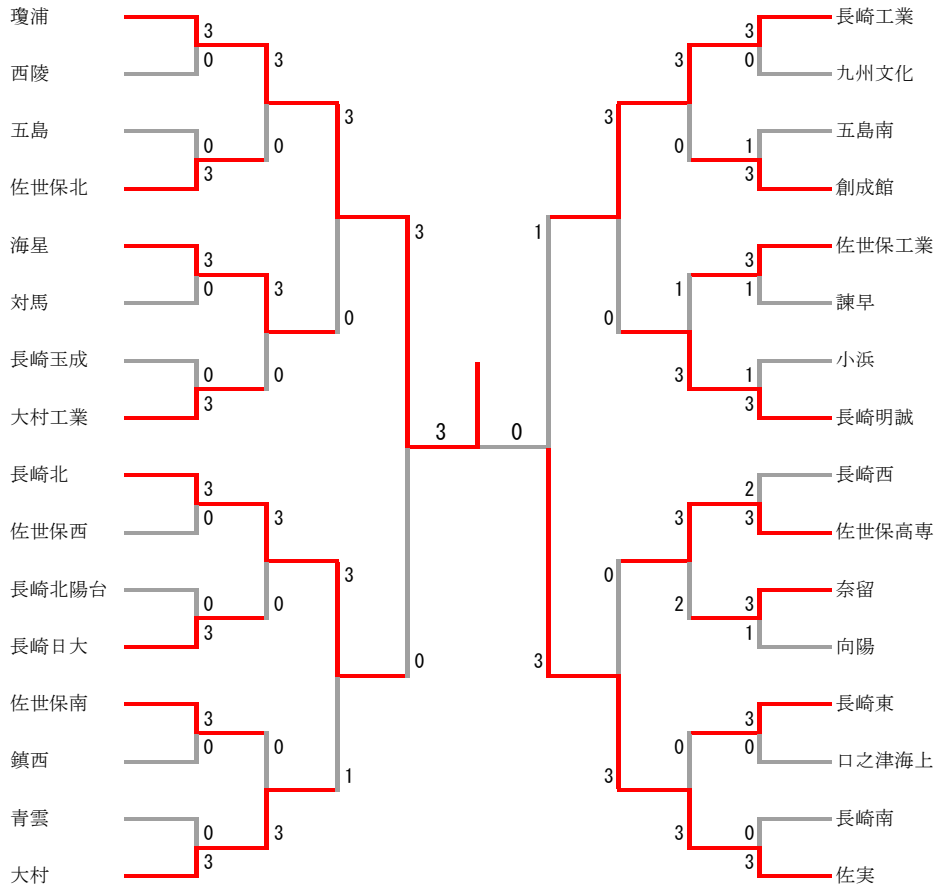 瓊浦 3 3 長崎工業
西陵 0 3 3 0 九州文化
五島 0 3 3 1 五島南
佐世保北 3 0 0 3 創成館
海星 3 3 1 3 佐世保工業
対馬 0 3 1 1 諫早
長崎玉成 0 0 0 1 小浜
大村工業 3 0 3 3 長崎明誠
3 0
長崎北 3 2 長崎西
佐世保西 0 3 3 3 佐世保高専
長崎北陽台 0 3 0 3 奈留
長崎日大 3 0 2 1 向陽
0 3
佐世保南 3 3 長崎東
鎮西 0 0 0 0 口之津海上
青雲 0 1 3 0 長崎南
大村 3 3 3 3 佐実